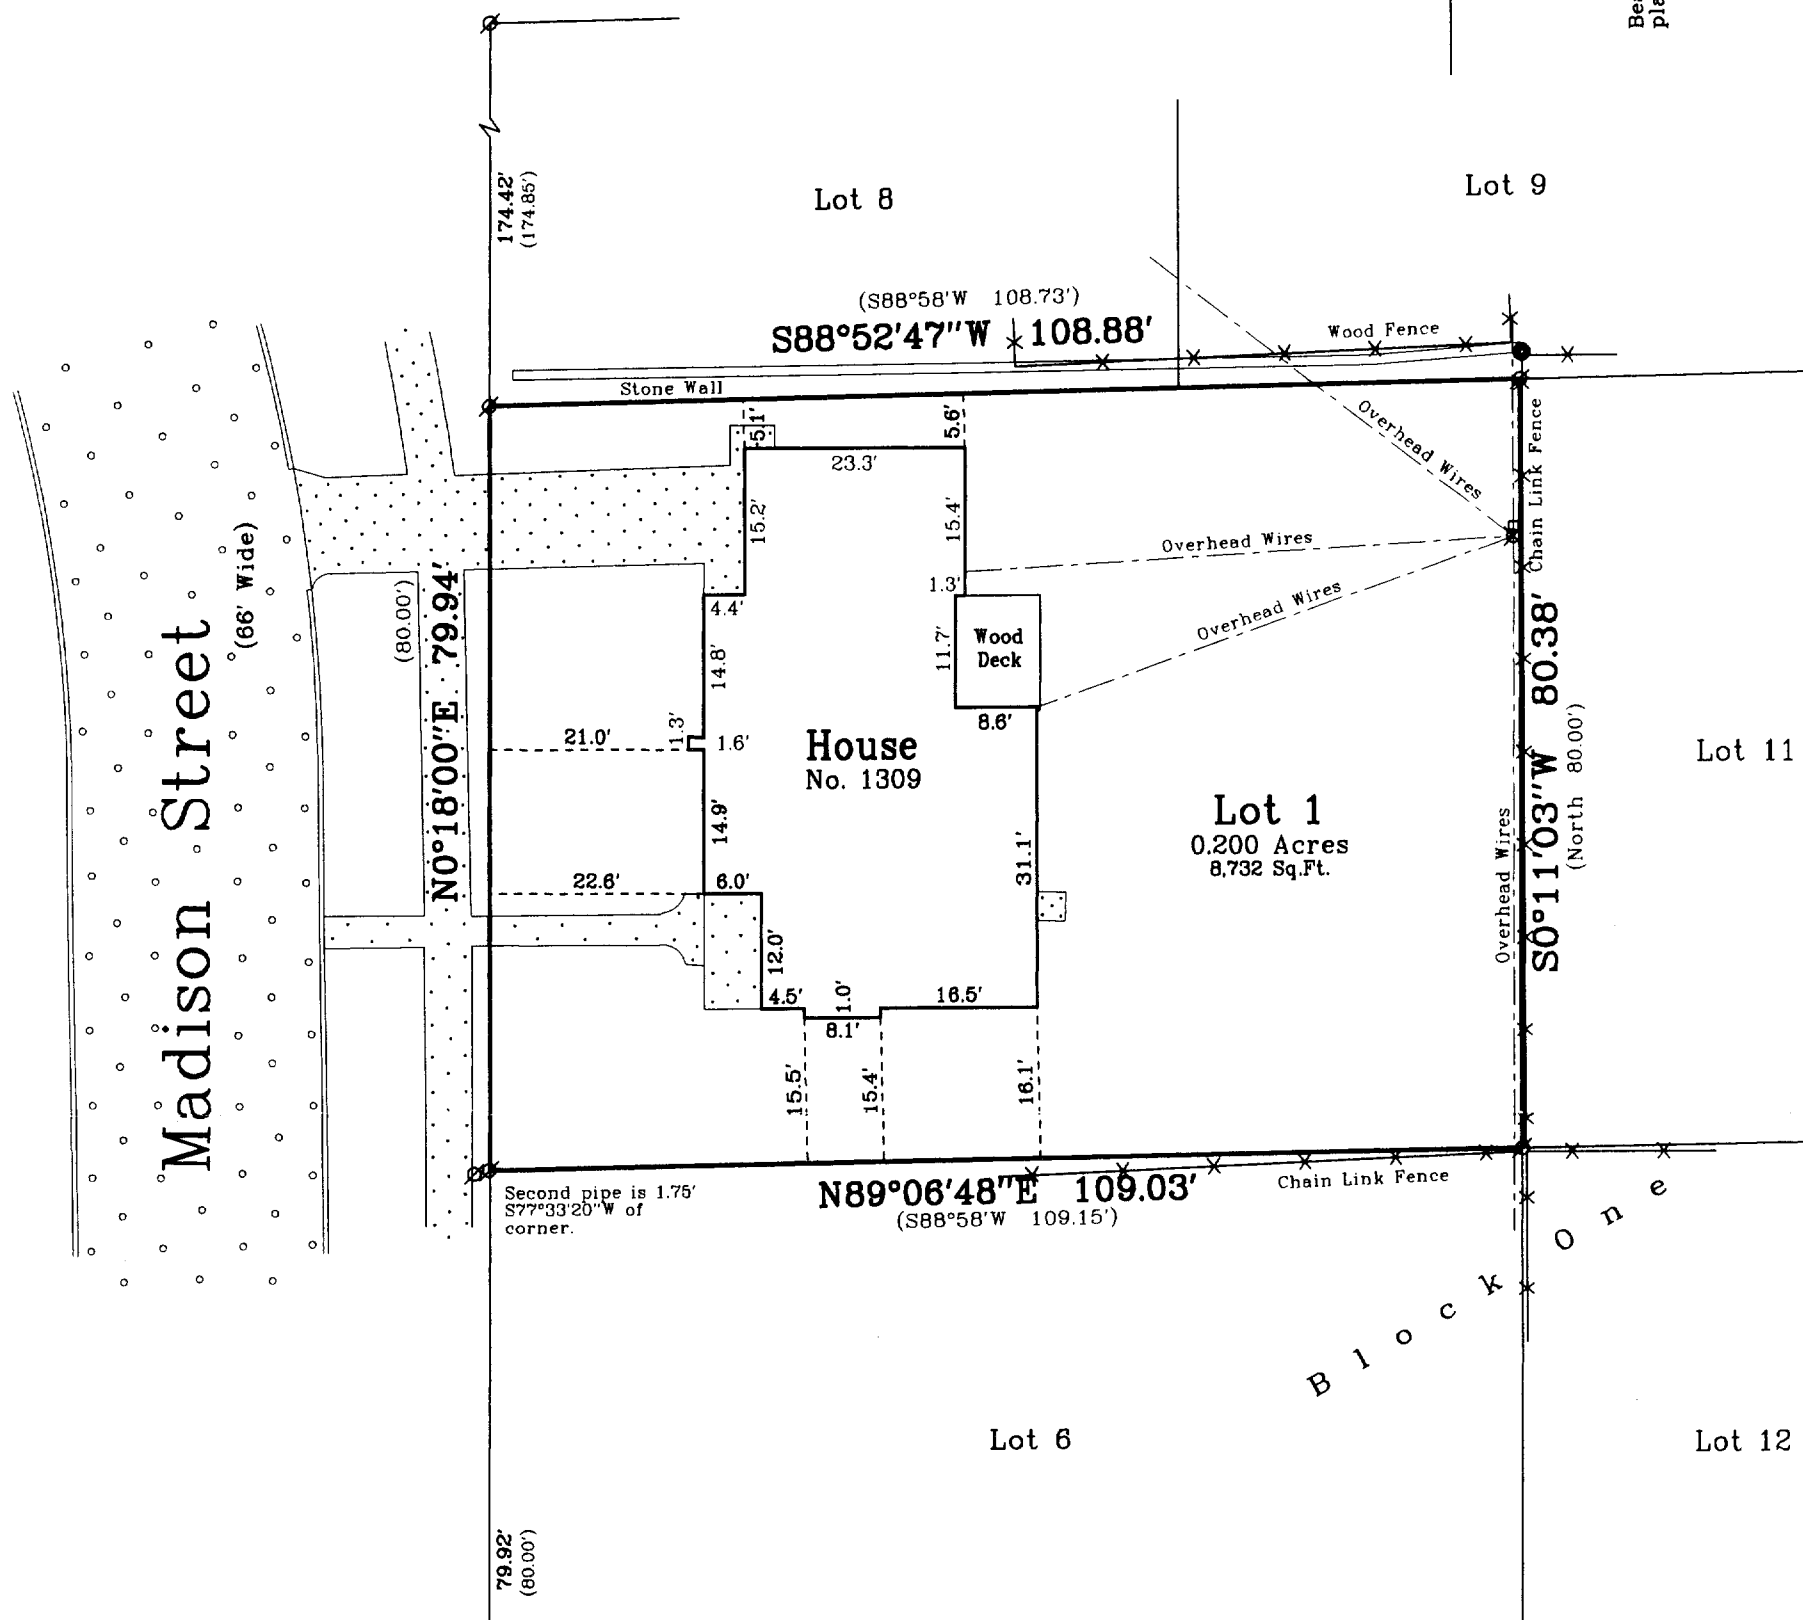 Bea
pla
174.42'
(174.85')
Lot 8
Lot 9
(S88°58'W 108.73')
S88°52'47"W 108.88'
Wood Fence
Stone Wall
5.1'
5.6'
23.3'
15.2'
15.4'
Overhead Wires
Chain Link Fence
Overhead Wires
Overhead Wires
(66' Wide)
Madison Street
(80.00')
N0°18'00"E 79.94'
4.4'
1.3'
14.8'
11.7'
Wood
Deck
8.6'
21.0'
1.3'
1.6'
House
No. 1309
14.9'
31.1'
Lot 1
0.200 Acres
8,732 Sq.Ft.
Overhead Wires
S0°11'03"W 80.38'
(North 80.00')
Lot 11
22.6'
6.0'
12.0'
4.5'
1.0'
8.1'
16.5'
15.5'
15.4'
16.1'
Second pipe is 1.75'
S77°33'20"W of
corner.
N89°06'48"E 109.03'
(S88°58'W 109.15')
Chain Link Fence
Block One
Lot 6
Lot 12
79.92'
(80.00')